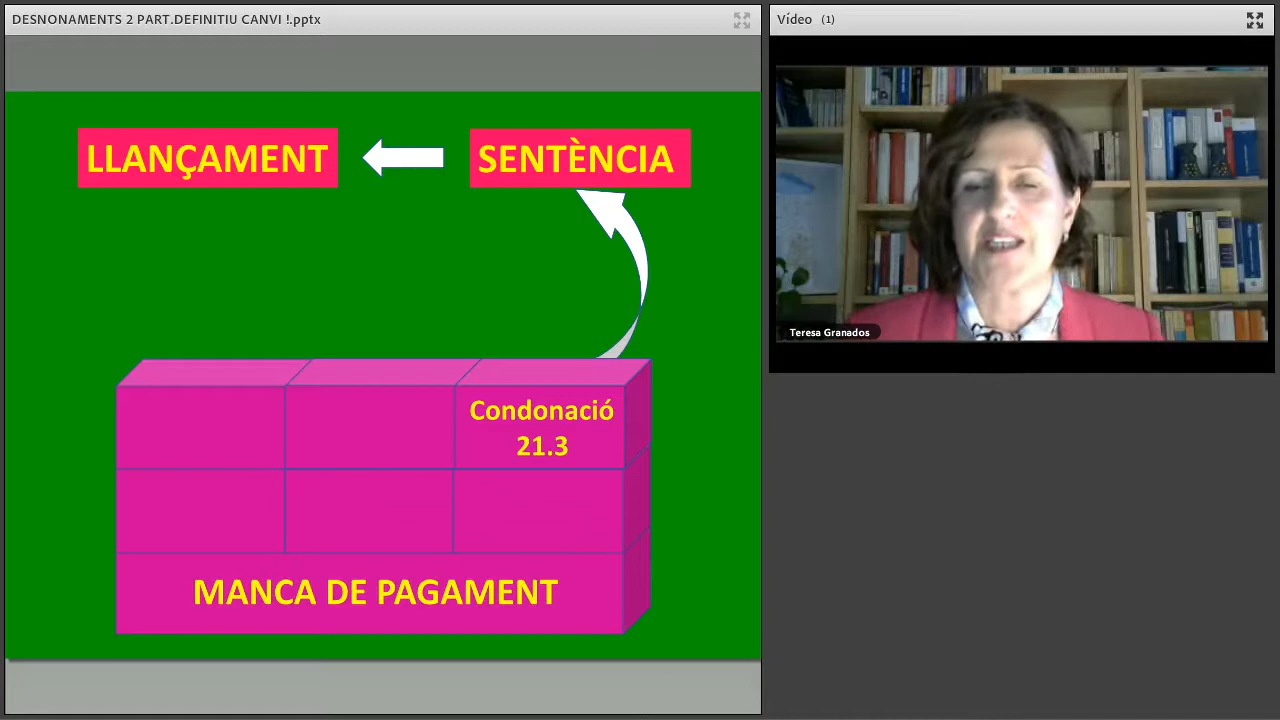 DESNONAMENTS 2 PART.DEFINITIU CANVI !.pptx
LLANÇAMENT
SENTÈNCIA
Condonació
21.3
MANCA DE PAGAMENT
Vídeo (1)
Teresa Granados